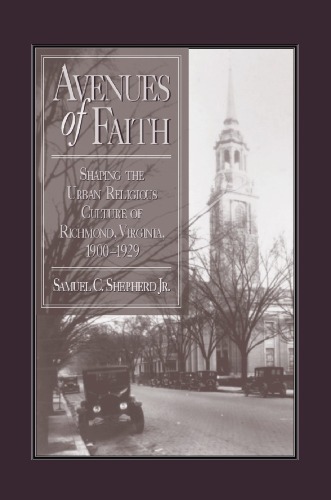 AVENUES
of FAITH
SHAPING THE
URBAN RELIGIOUS
CULTURE OF
RICHMOND, VIRGINIA,
1900–1929
SAMUEL C. SHEPHERD JR.